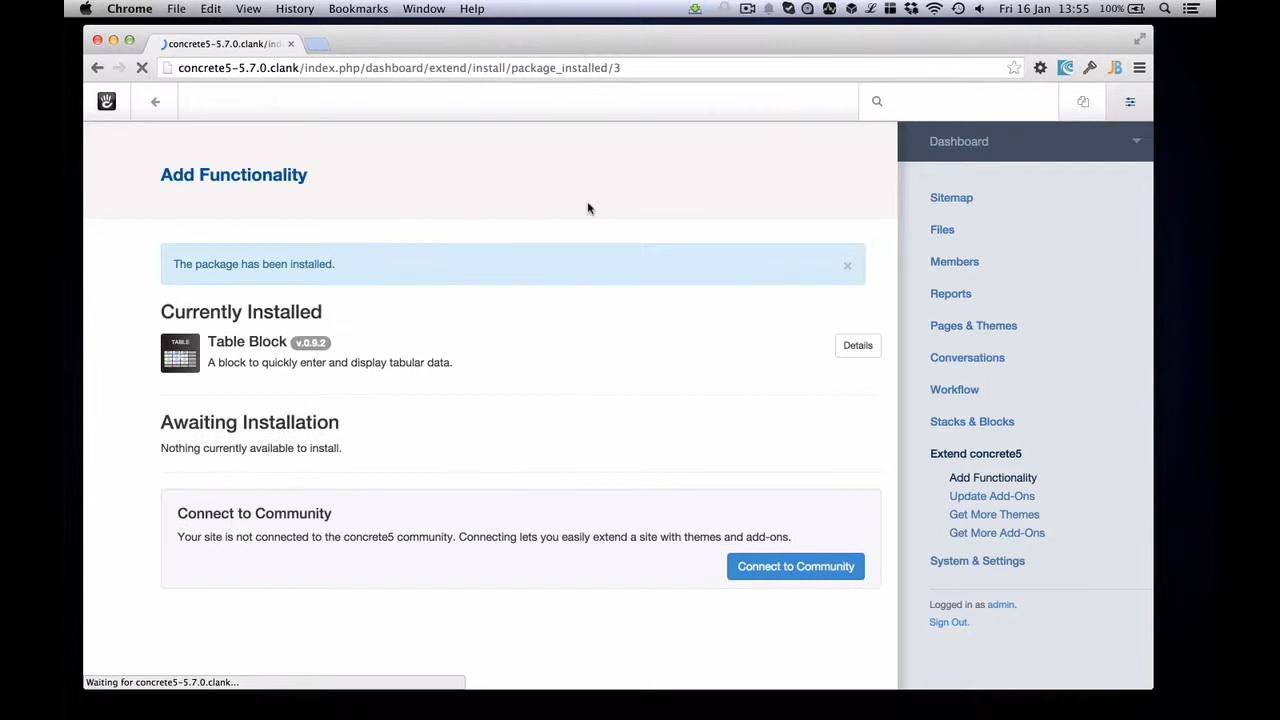 Chrome File Edit View History Bookmarks Window Help Fri 16 Jan 13:55 100%
concrete5-5.7.0.clank/ind
concrete5-5.7.0.clank/index.php/dashboard/extend/install/package_installed/3
Add Functionality
The package has been installed.
Currently Installed
TABLE
Table Block v.0.9.2
A block to quickly enter and display tabular data.
Details
Awaiting Installation
Nothing currently available to install.
Connect to Community
Your site is not connected to the concrete5 community. Connecting lets you easily extend a site with themes and add-ons.
Connect to Community
Waiting for concrete5-5.7.0.clank...
Dashboard
Sitemap
Files
Members
Reports
Pages & Themes
Conversations
Workflow
Stacks & Blocks
Extend concrete5
Add Functionality
Update Add-Ons
Get More Themes
Get More Add-Ons
System & Settings
Logged in as admin.
Sign Out.